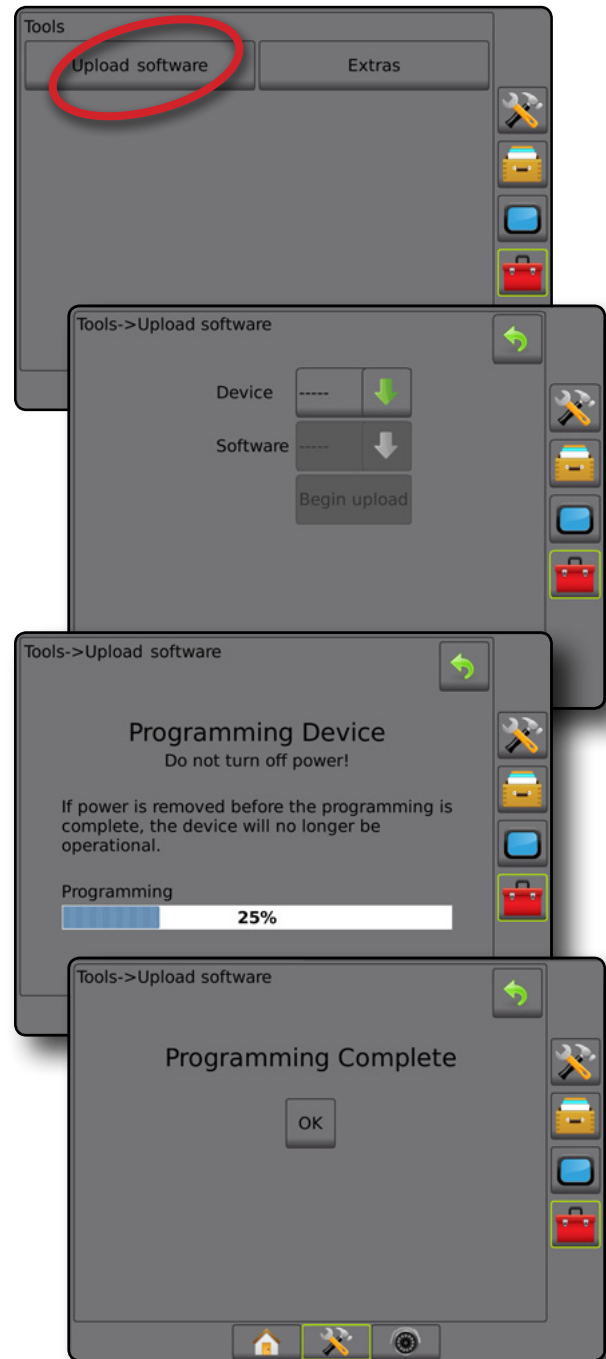 Tools
Upload software Extras
Tools->Upload software
Device -----
Software -----
Begin upload
Tools->Upload software
Programming Device
Do not turn off power!
If power is removed before the programming is
complete, the device will no longer be
operational.
Programming
25%
Tools->Upload software
Programming Complete
OK